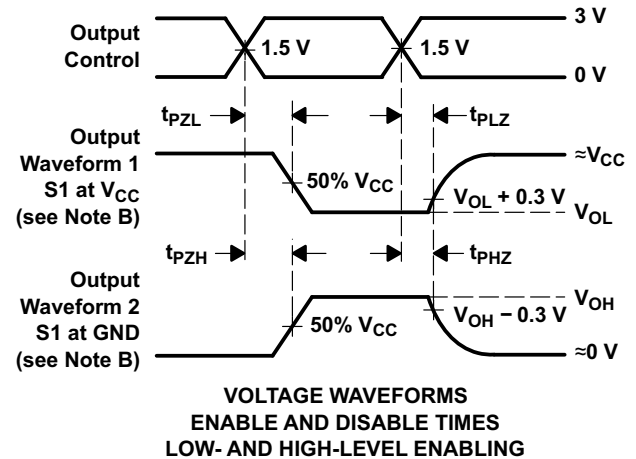 3 V
Output
Control
1.5 V
1.5 V
0 V
tPZL
tPLZ
Output
Waveform 1
S1 at VCC
(see Note B)
≈VCC
50% VCC
VOL + 0.3 V
VOL
tPZH
tPHZ
Output
Waveform 2
S1 at GND
(see Note B)
VOH
VOH − 0.3 V
50% VCC
≈0 V
VOLTAGE WAVEFORMS
ENABLE AND DISABLE TIMES
LOW- AND HIGH-LEVEL ENABLING